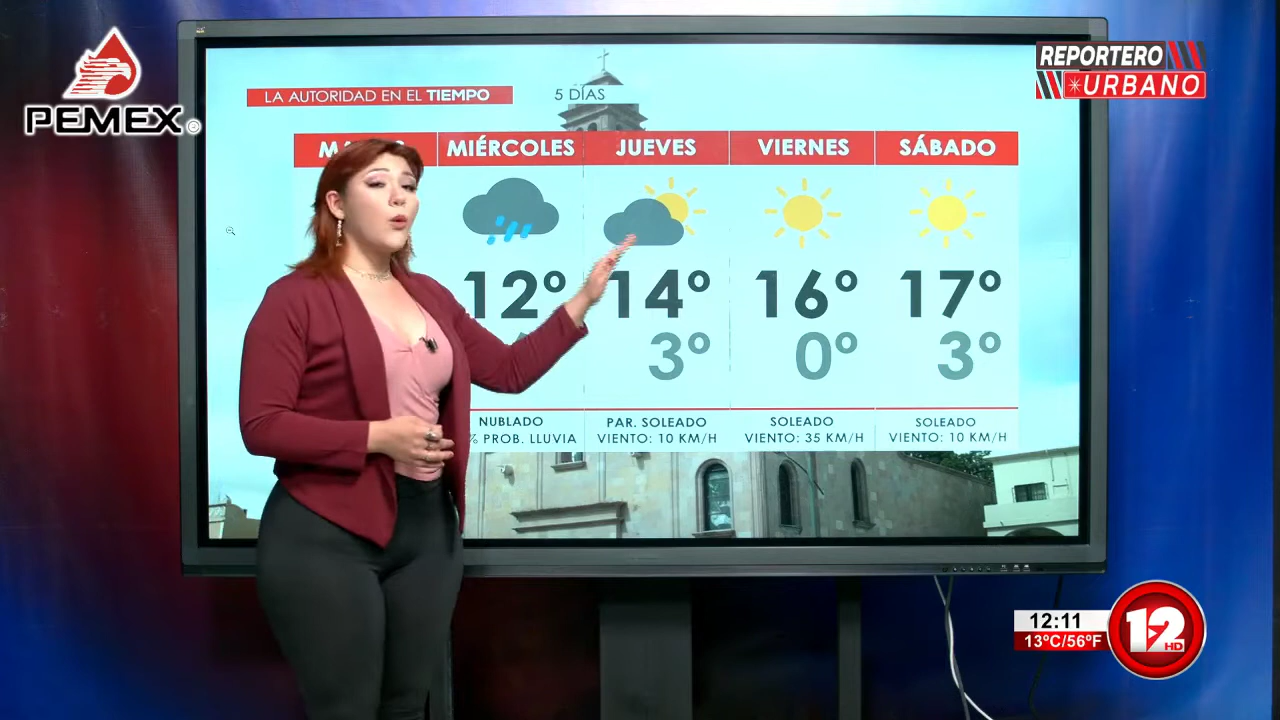 PEMEX
REPORTERO
URBANO
LA AUTORIDAD EN EL TIEMPO
5 DÍAS
MIÉRCOLES
JUEVES
VIERNES
SÁBADO
12°
14°
16°
17°
3°
0°
3°
NUBLADO
PAR. SOLEADO
SOLEADO
SOLEADO
% PROB. LLUVIA
VIENTO: 10 KM/H
VIENTO: 35 KM/H
VIENTO: 10 KM/H
12:11
13°C/56°F
12
HD